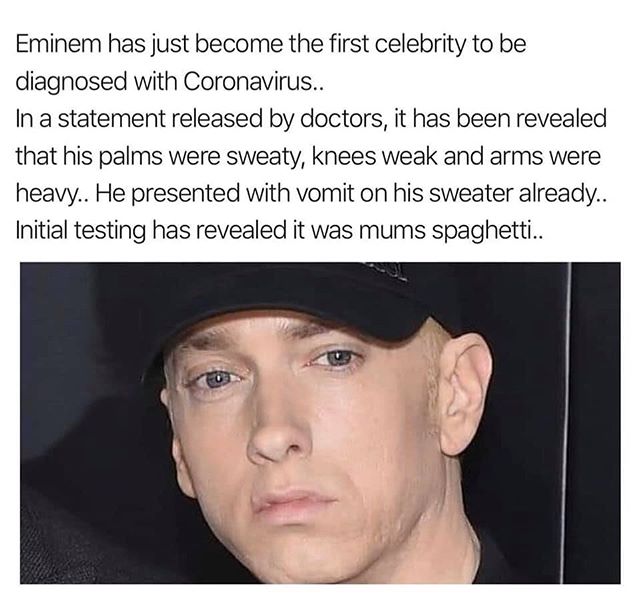 Eminem has just become the first celebrity to be
diagnosed with Coronavirus..
In a statement released by doctors, it has been revealed
that his palms were sweaty, knees weak and arms were
heavy.. He presented with vomit on his sweater already..
Initial testing has revealed it was mums spaghetti..